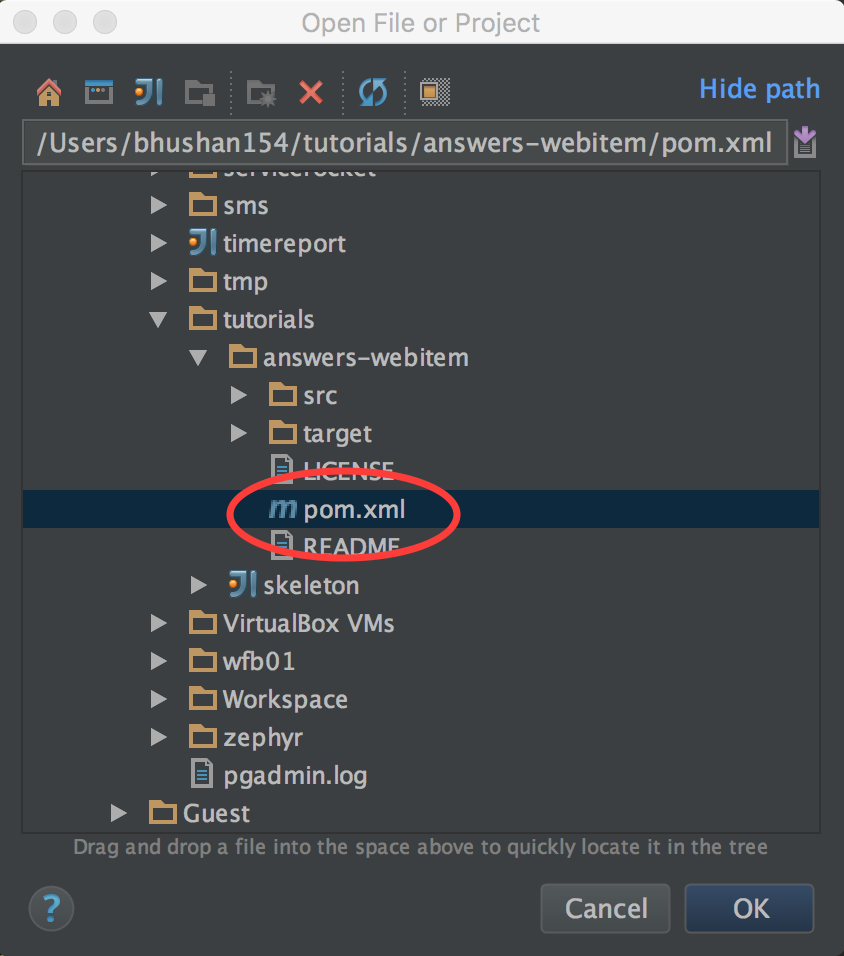 Open File or Project
Hide path
/Users/bhushan154/tutorials/answers-webitem/pom.xml
servicerocket
sms
timereport
tmp
tutorials
answers-webitem
src
target
LICENSE
pom.xml
README
skeleton
VirtualBox VMs
wfb01
Workspace
zephyr
pgadmin.log
Guest
Drag and drop a file into the space above to quickly locate it in the tree
? Cancel OK